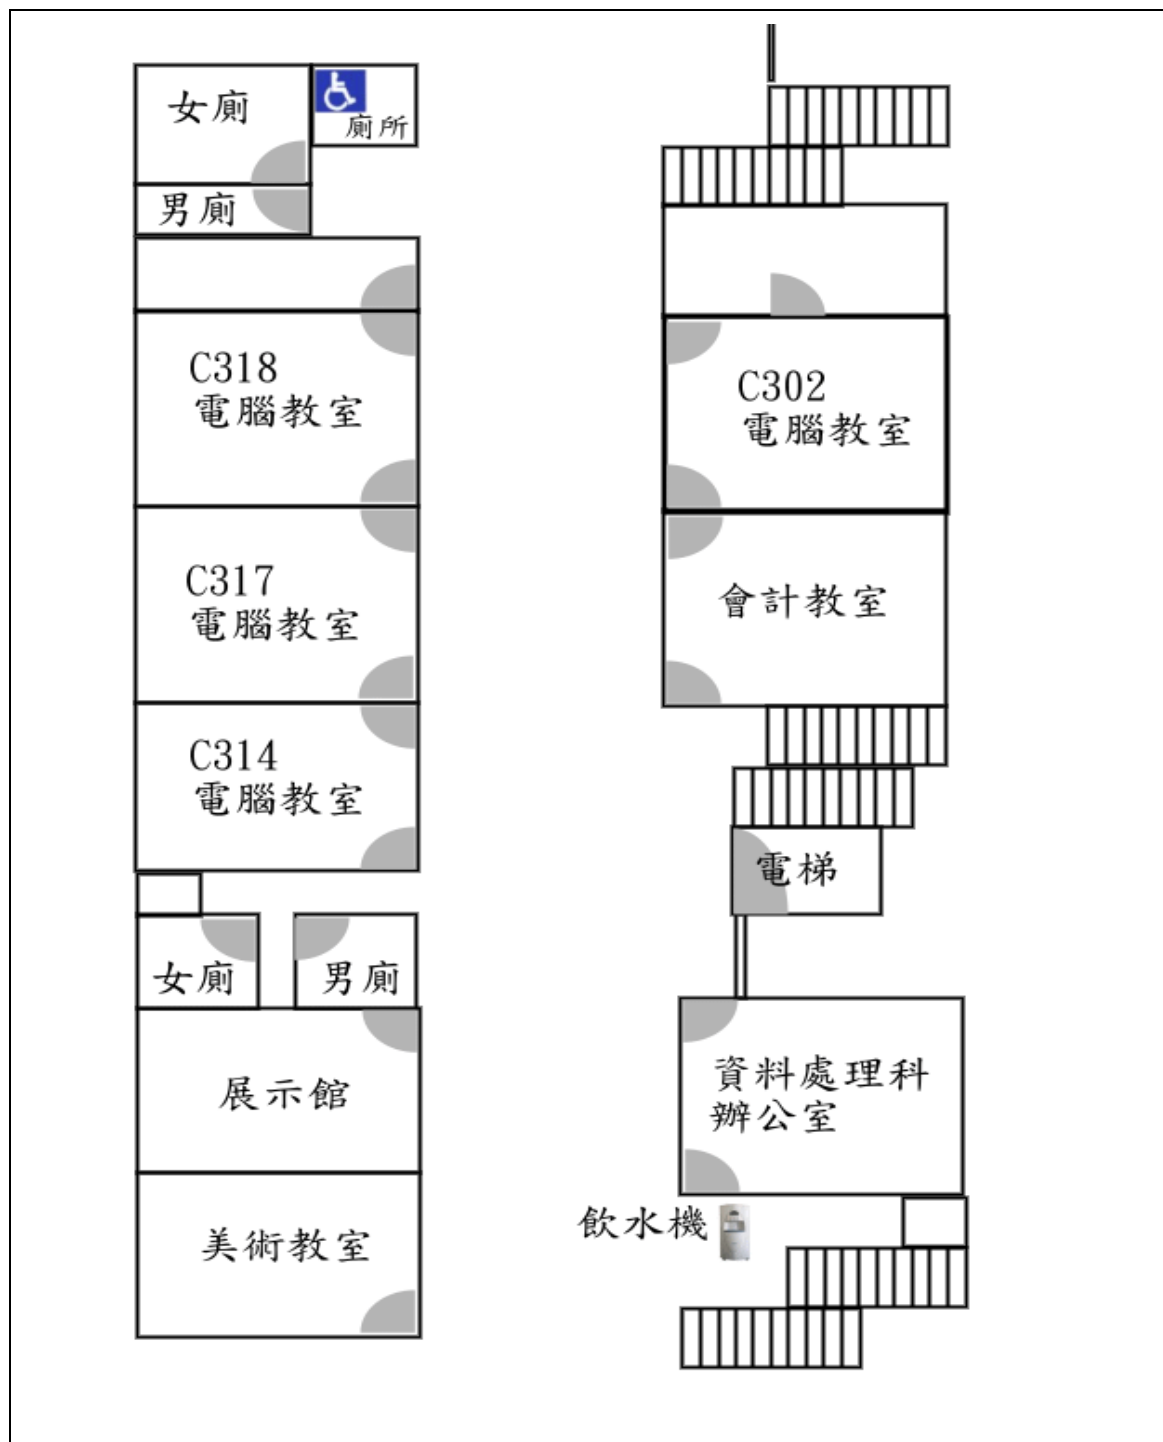 女廁
廁所
男廁
C318
電腦教室
C317
電腦教室
C314
電腦教室
女廁
男廁
展示館
美術教室
C302
電腦教室
會計教室
電梯
資料處理科
辦公室
飲水機